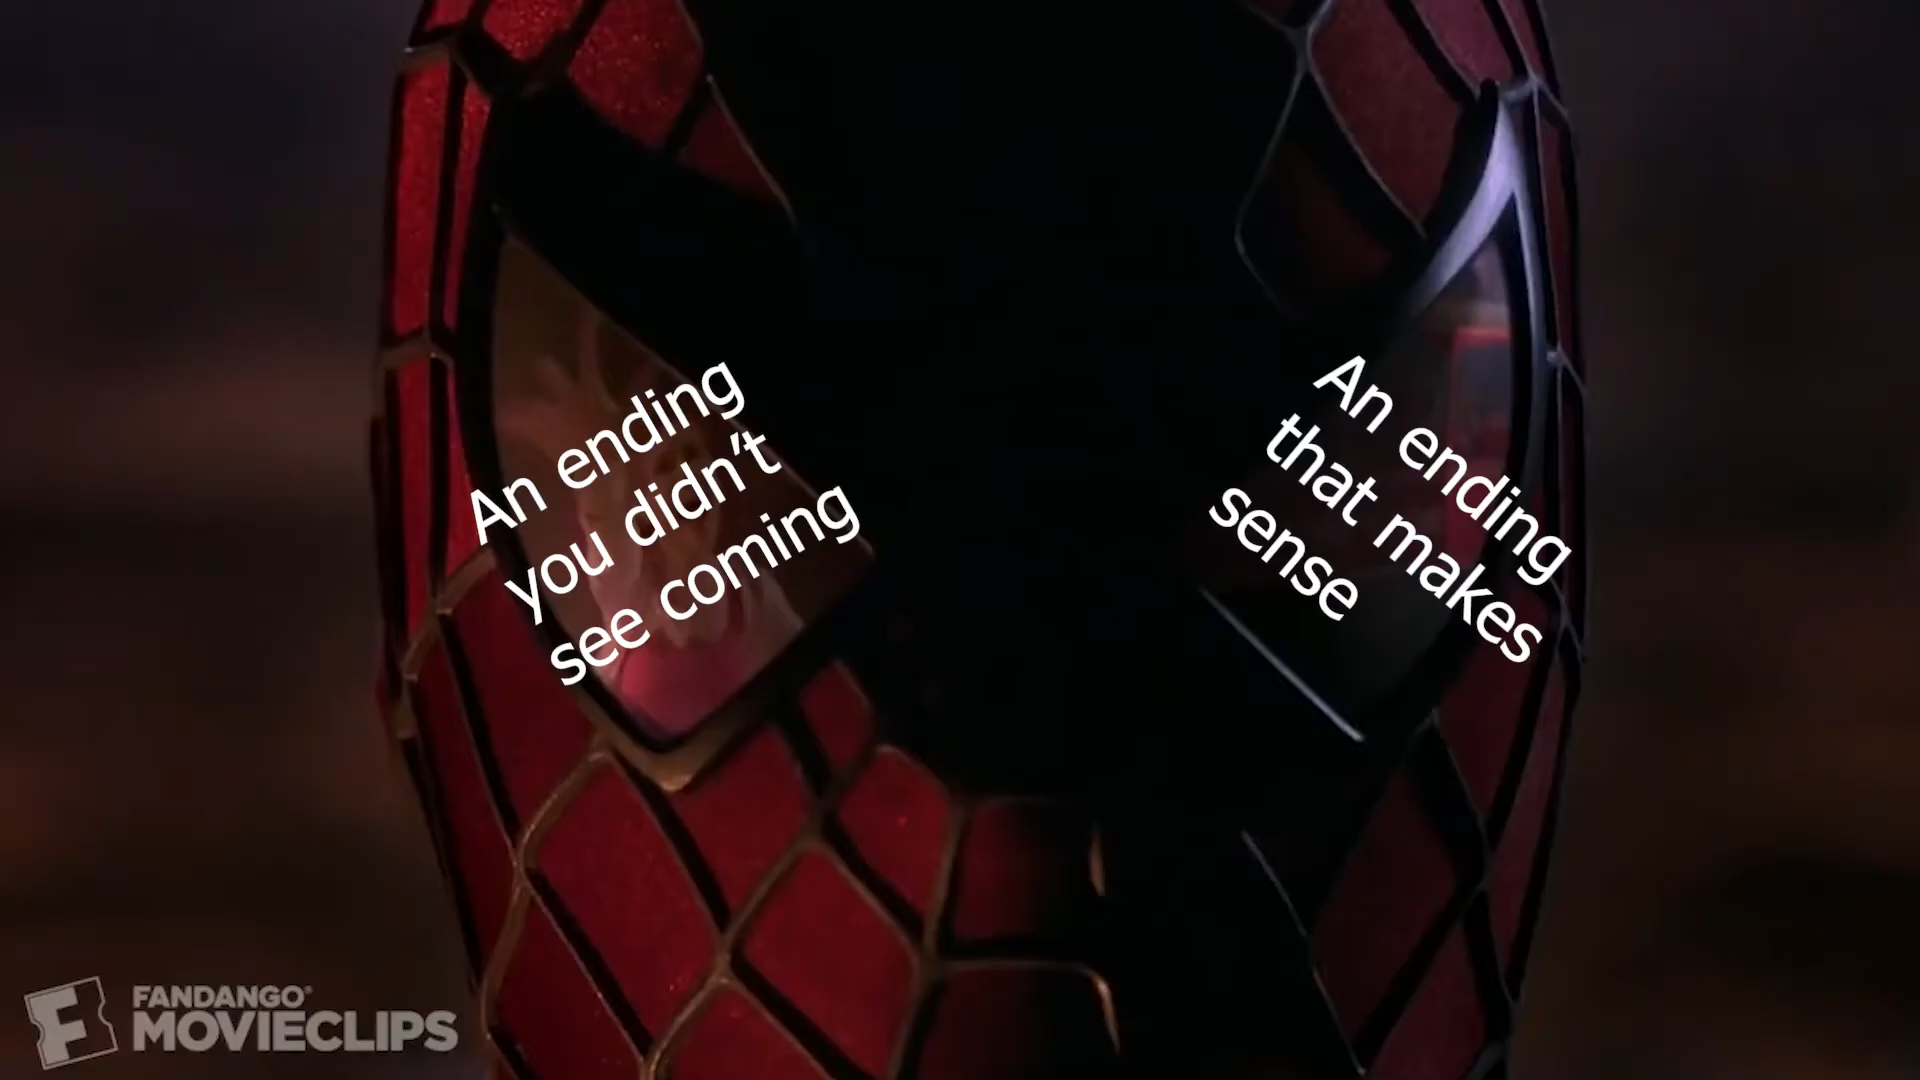 An ending
you didn't
see coming
An ending
that makes
sense
FANDANGO®
MOVIECLIPS